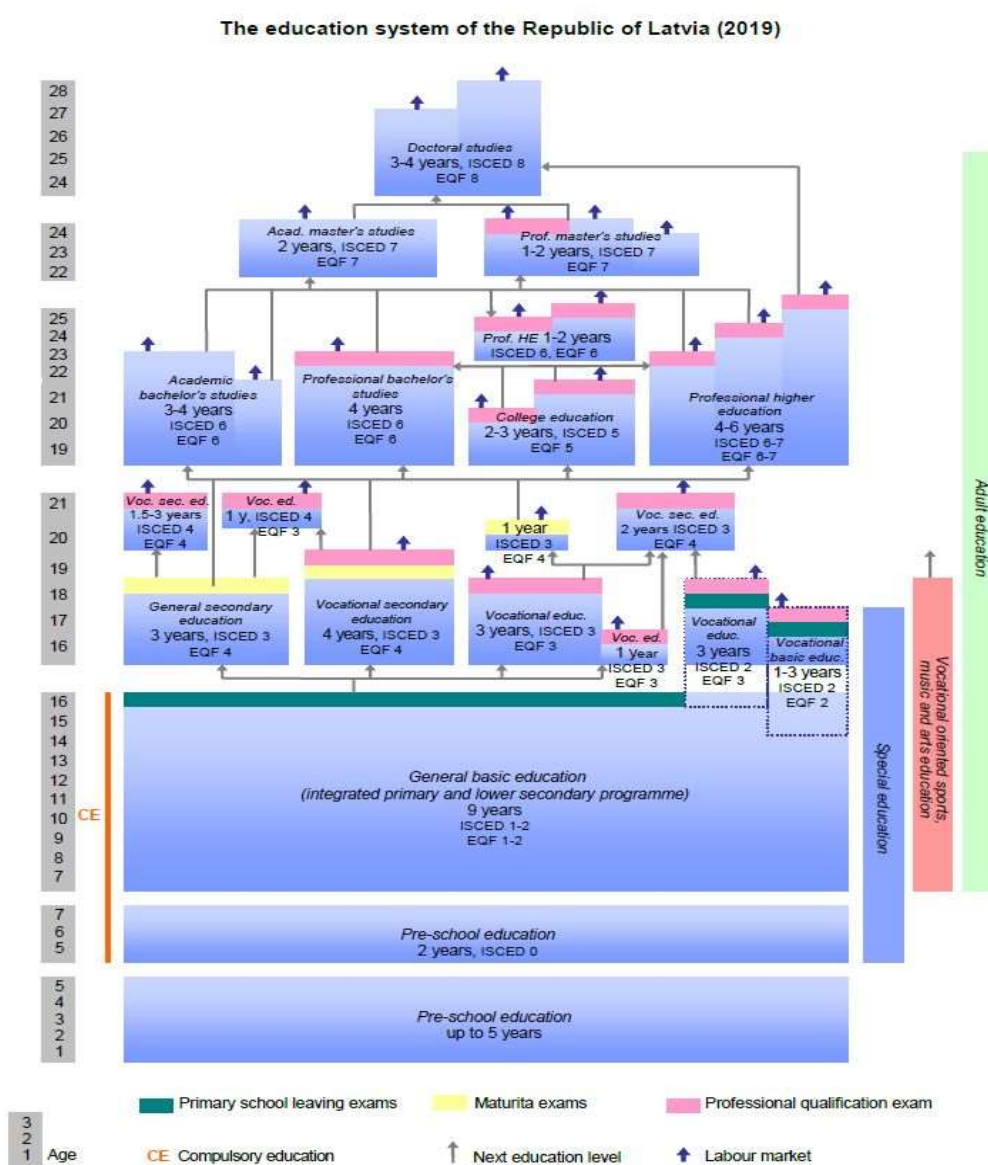 The education system of the Republic of Latvia (2019)
28
27
26
25
24
Doctoral studies
3-4 years, ISCED 8
EQF 8
24
23
22
Acad. master's studies
2 years, ISCED 7
EQF 7
Prof. master's studies
1-2 years, ISCED 7
EQF 7
25
24
23
22
21
20
19
Prof. HE 1-2 years
ISCED 6, EQF 6
Academic
bachelor's studies
3-4 years
ISCED 6
EQF 6
Professional bachelor's
studies
4 years
ISCED 6
EQF 6
College education
2-3 years, ISCED 5
EQF 5
Professional higher
education
4-6 years
ISCED 6-7
EQF 6-7
21
20
19
18
17
16
Voc. sec. ed.
1.5-3 years
ISCED 4
EQF 4
Voc. ed.
1 y, ISCED 4
EQF 3
1 year
ISCED 3
EQF 4
Voc. sec. ed.
2 years ISCED 3
EQF 4
General secondary
education
3 years, ISCED 3
EQF 4
Vocational secondary
education
4 years, ISCED 3
EQF 4
Vocational educ.
3 years, ISCED 3
EQF 3
Voc. ed.
1 year
ISCED 3
EQF 3
Vocational
educ.
3 years
ISCED 2
EQF 3
Vocational
basic educ.
1-3 years
ISCED 2
EQF 2
16
15
14
13
12
11
10
9
8
7
CE
General basic education
(integrated primary and lower secondary programme)
9 years
ISCED 1-2
EQF 1-2
7
6
5
Pre-school education
2 years, ISCED 0
5
4
3
2
1
Pre-school education
up to 5 years
Special education
Vocational oriented sports,
music and arts education
Adult education
Primary school leaving exams
Maturita exams
Professional qualification exam
3
2
1
Age
CE Compulsory education
Next education level
Labour market